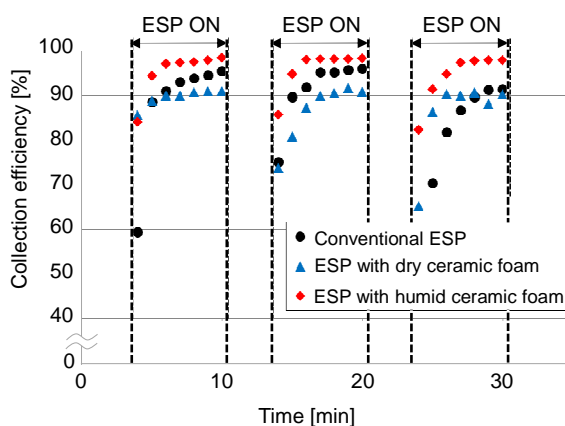 ESP ON ESP ON ESP ON
100
90
80
70
60
50
40
0
Collection efficiency [%]
Conventional ESP
ESP with dry ceramic foam
ESP with humid ceramic foam
0 10 20 30
Time [min]